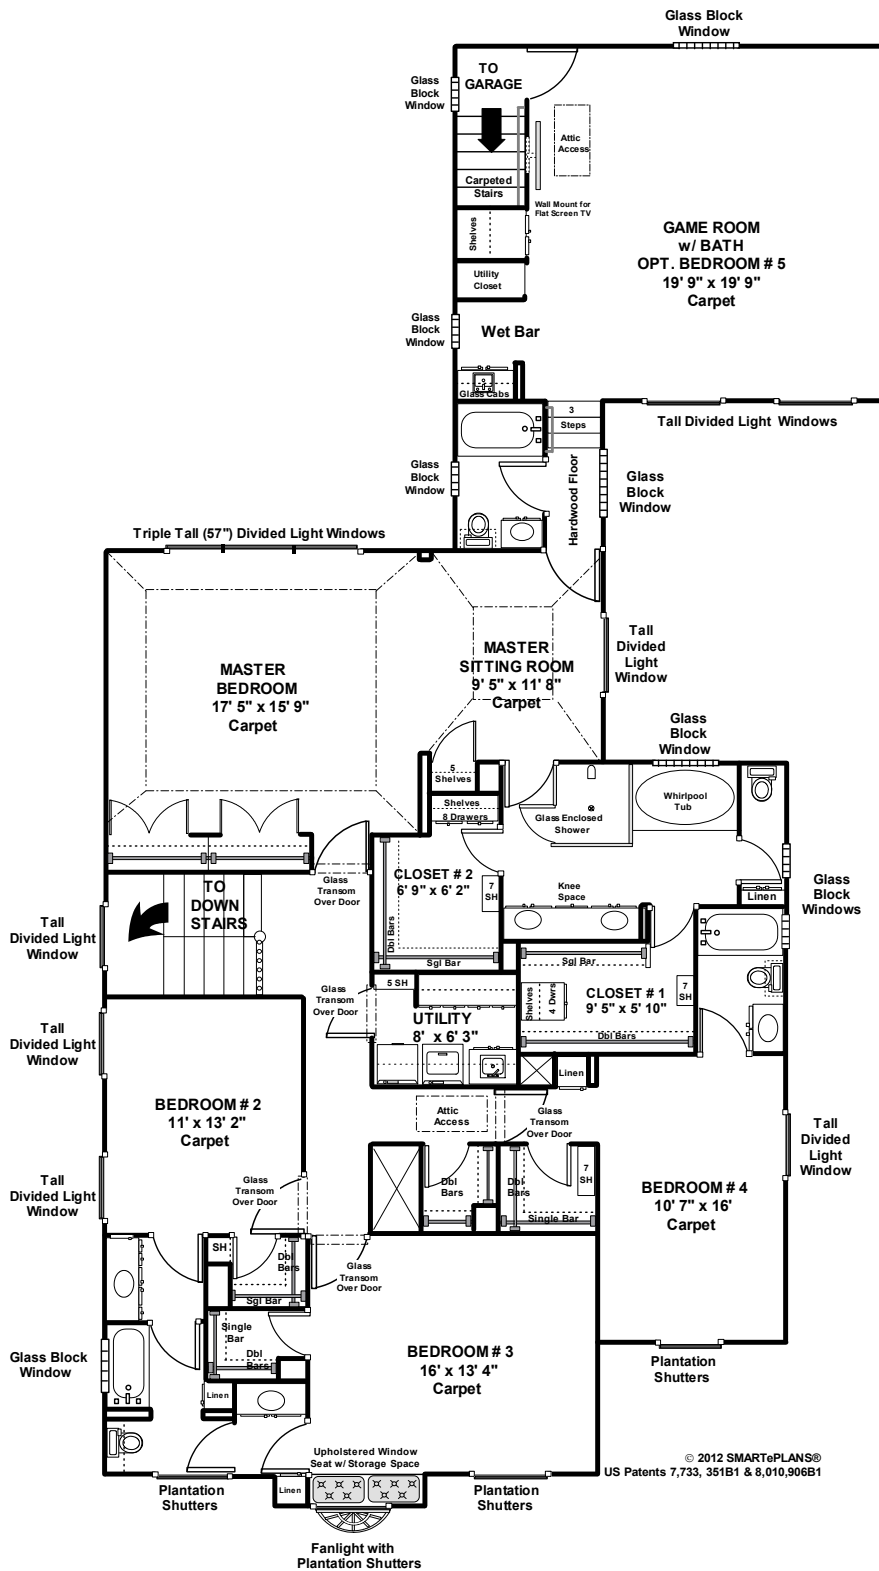 Glass Block
Window
TO
GARAGE
Glass
Block
Window
Attic
Access
Carpeted
Stairs
Wall Mount for
Flat Screen TV
Shelves
GAME ROOM
w/ BATH
OPT. BEDROOM # 5
19' 9" x 19' 9"
Carpet
Utility
Closet
Glass
Block
Window
Wet Bar
Glass Cabs
3
Steps
Tall Divided Light Windows
Glass
Block
Window
Hardwood Floor
Glass
Block
Window
Triple Tall (57") Divided Light Windows
MASTER
BEDROOM
17' 5" x 15' 9"
Carpet
MASTER
SITTING ROOM
9' 5" x 11' 8"
Carpet
Tall
Divided
Light
Window
Glass
Block
Window
5
Shelves
Shelves
8 Drawers
Glass Enclosed
Shower
Whirlpool
Tub
Glass
Transom
Over Door
CLOSET # 2
6' 9" x 6' 2"
7
SH
Knee
Space
Linen
Glass
Block
Windows
TO
DOWN
STAIRS
Tall
Divided Light
Window
Dbl Bars
Sgl Bar
Sgl Bar
Glass
Transom
Over Door
5 SH
UTILITY
8' x 6' 3"
Shelves
4 Dwrs
CLOSET # 1
9' 5" x 5' 10"
7
SH
Dbl Bars
Tall
Divided Light
Window
Linen
BEDROOM # 2
11' x 13' 2"
Carpet
Attic
Access
Glass
Transom
Over Door
Tall
Divided
Light
Window
Tall
Divided Light
Window
Glass
Transom
Over Door
Dbl
Bars
Dbl
Bars
7
SH
Single Bar
BEDROOM # 4
10' 7" x 16'
Carpet
SH
Dbl
Bars
Sgl Bar
Glass
Transom
Over Door
Single
Bar
Dbl
Bars
Glass Block
Window
BEDROOM # 3
16' x 13' 4"
Carpet
Plantation
Shutters
Linen
Upholstered Window
Seat w/ Storage Space
© 2012 SMARTePLANS®
US Patents 7,733, 351B1 & 8,010,906B1
Plantation
Shutters
Linen
Plantation
Shutters
Fanlight with
Plantation Shutters